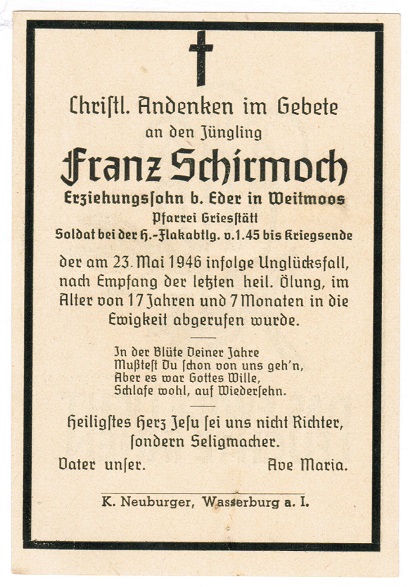 Christl. Andenken im Gebete
an den Jüngling
Franz Schirmoch
Erziehungssohn b. Eder in Weitmoos
Pfarrei Griesstätt
Soldat bei der H.-Flakabtlg. v.1.45 bis Kriegsende
der am 23. Mai 1946 infolge Unglücksfall,
nach Empfang der letzten heil. Ölung, im
Alter von 17 Jahren und 7 Monaten in die
Ewigkeit abgerufen wurde.
In der Blüte Deiner Jahre
Mußtest Du schon von uns geh'n,
Aber es war Gottes Wille,
Schlafe wohl, auf Wiedersehn.
Heiligstes Herz Jesu sei uns nicht Richter,
sondern Seligmacher.
Vater unser. Ave Maria.
K. Neuburger, Wasserburg a. I.